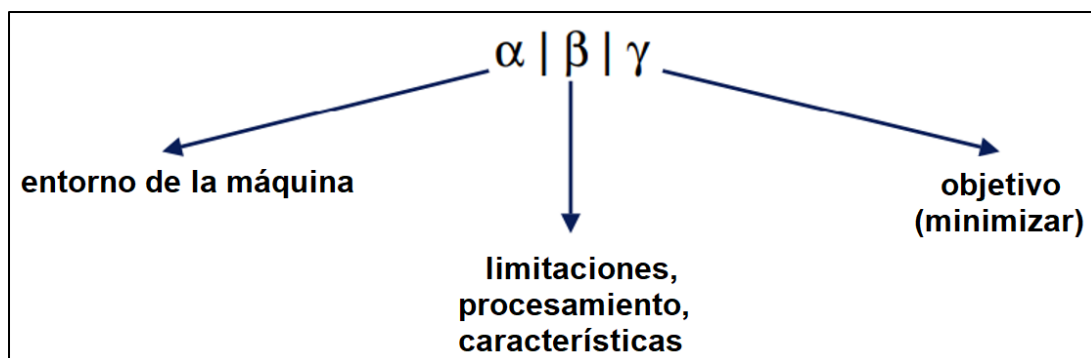 α | β | γ
entorno de la máquina
objetivo
(minimizar)
limitaciones,
procesamiento,
características